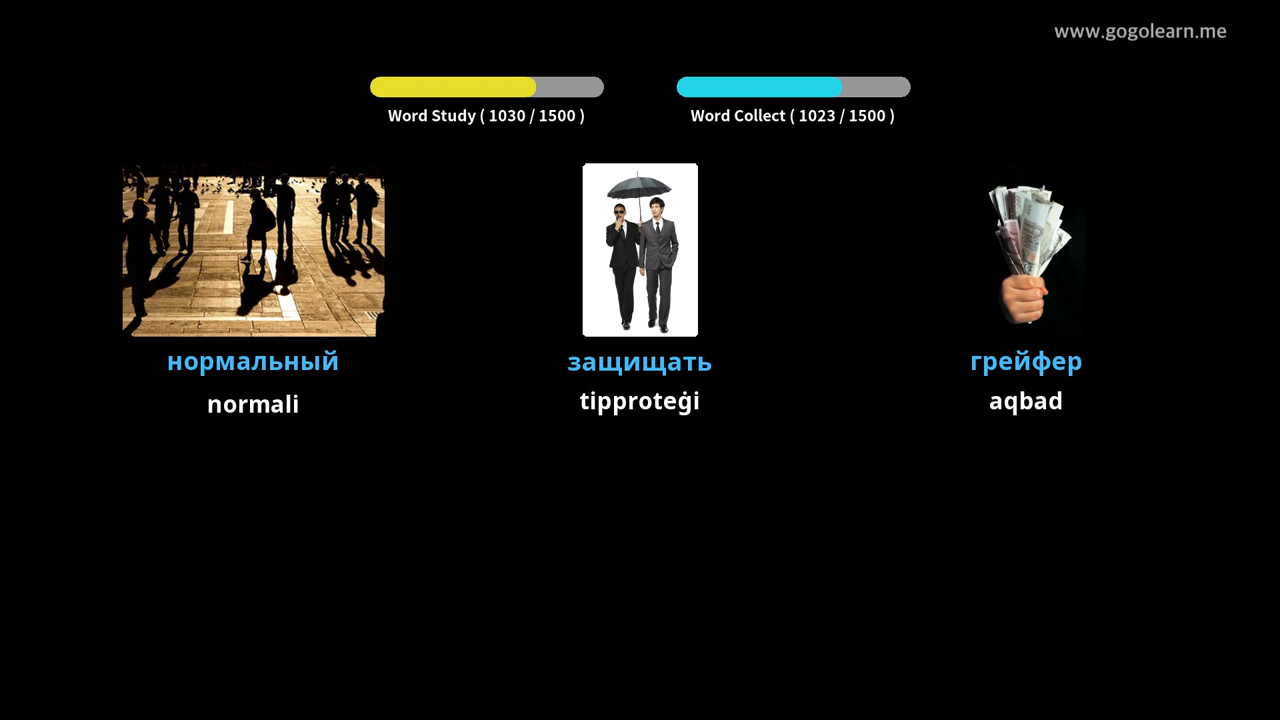 www.gogolearn.me
Word Study ( 1030 / 1500 )
Word Collect ( 1023 / 1500 )
нормальный
защищать
грейфер
normali
tipproteġi
aqbad